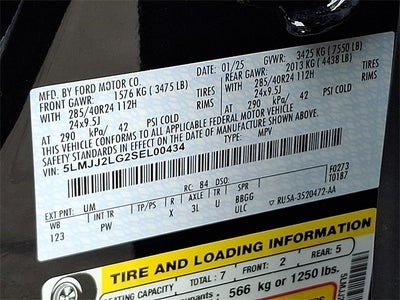 MFD. BY FORD MOTOR CO.
DATE: 01/25 GVWR: 3425 KG (7550 LB)
FRONT GAWR: 1576 KG (3475 LB) REAR GAWR: 2013 KG (4438 LB)
WITH 285/40R24 112H TIRES WITH 285/40R24 112H TIRES
24x9.5J RIMS 24x9.5J RIMS
AT 290 kPa/ 42 PSI COLD AT 290 kPa/ 42 PSI COLD
THIS VEHICLE CONFORMS TO ALL APPLICABLE FEDERAL MOTOR VEHICLE
SAFETY STANDARDS IN EFFECT ON THE DATE OF MANUFACTURE SHOWN ABOVE.
VIN: 5LMJJ2LG2SEL00434 TYPE: MPV
F0273
T0187
EXT PNT: UM RC: 84 DSO:
WB INT TR TP/PS R AXLE TR SPR
123 PW X 3L U BBGG
ULC RU5A-3520472-AA
TIRE AND LOADING INFORMATION
SEATING CAPACITY TOTAL: 7 FRONT: 2 REAR: 5
566 kg or 1250 lbs.